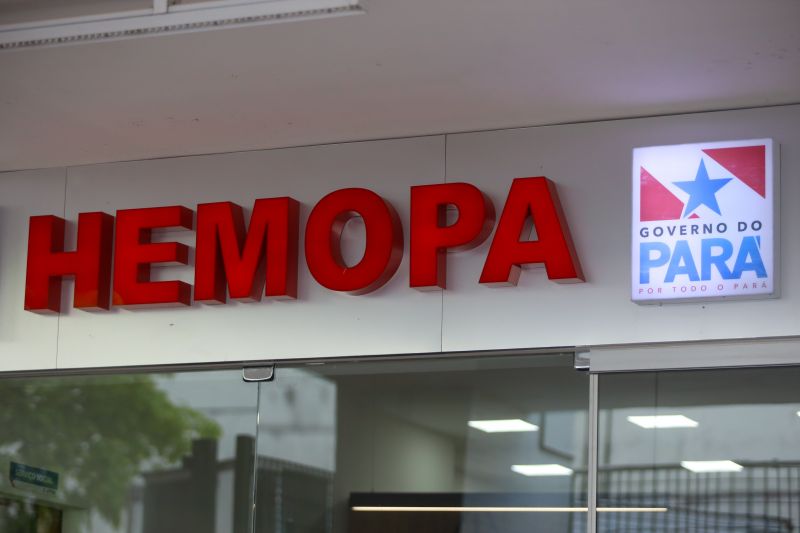 HEMOPA
GOVERNO DO
PARÁ
POR TODO O PARÁ